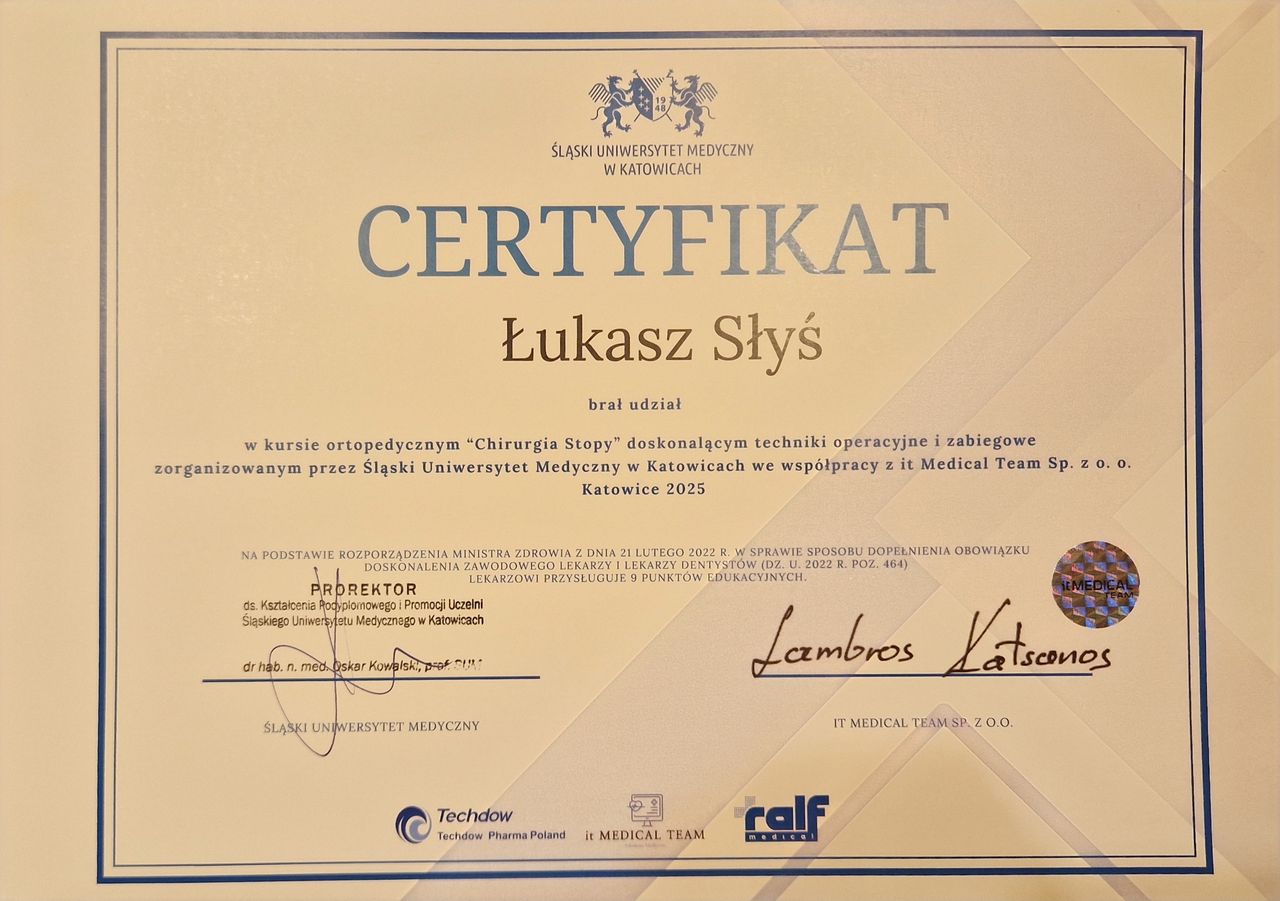 19
48
ŚLĄSKI UNIWERSYTET MEDYCZNY
W KATOWICACH
CERTYFIKAT
Łukasz Słyś
brał udział
w kursie ortopedycznym “Chirurgia Stopy” doskonalącym techniki operacyjne i zabiegowe
zorganizowanym przez Śląski Uniwersytet Medyczny w Katowicach we współpracy z it Medical Team Sp. z o. o.
Katowice 2025
NA PODSTAWIE ROZPORZĄDZENIA MINISTRA ZDROWIA Z DNIA 21 LUTEGO 2022 R. W SPRAWIE SPOSOBU DOPEŁNIENIA OBOWIĄZKU
DOSKONALENIA ZAWODOWEGO LEKARZY I LEKARZY DENTYSTÓW (DZ. U. 2022 R. POZ. 464)
LEKARZOWI PRZYSŁUGUJE 9 PUNKTÓW EDUKACYJNYCH.
PROREKTOR
ds. Kształcenia Podyplomowego i Promocji Uczelni
Śląskiego Uniwersytetu Medycznego w Katowicach
dr hab. n. med. Oskar Kowalski, prof. SUM
ŚLĄSKI UNIWERSYTET MEDYCZNY
it MEDICAL
TEAM
Lambros Katsconos
IT MEDICAL TEAM SP. Z O.O.
Techdow
Techdow Pharma Poland
it MEDICAL TEAM
ralf
medical